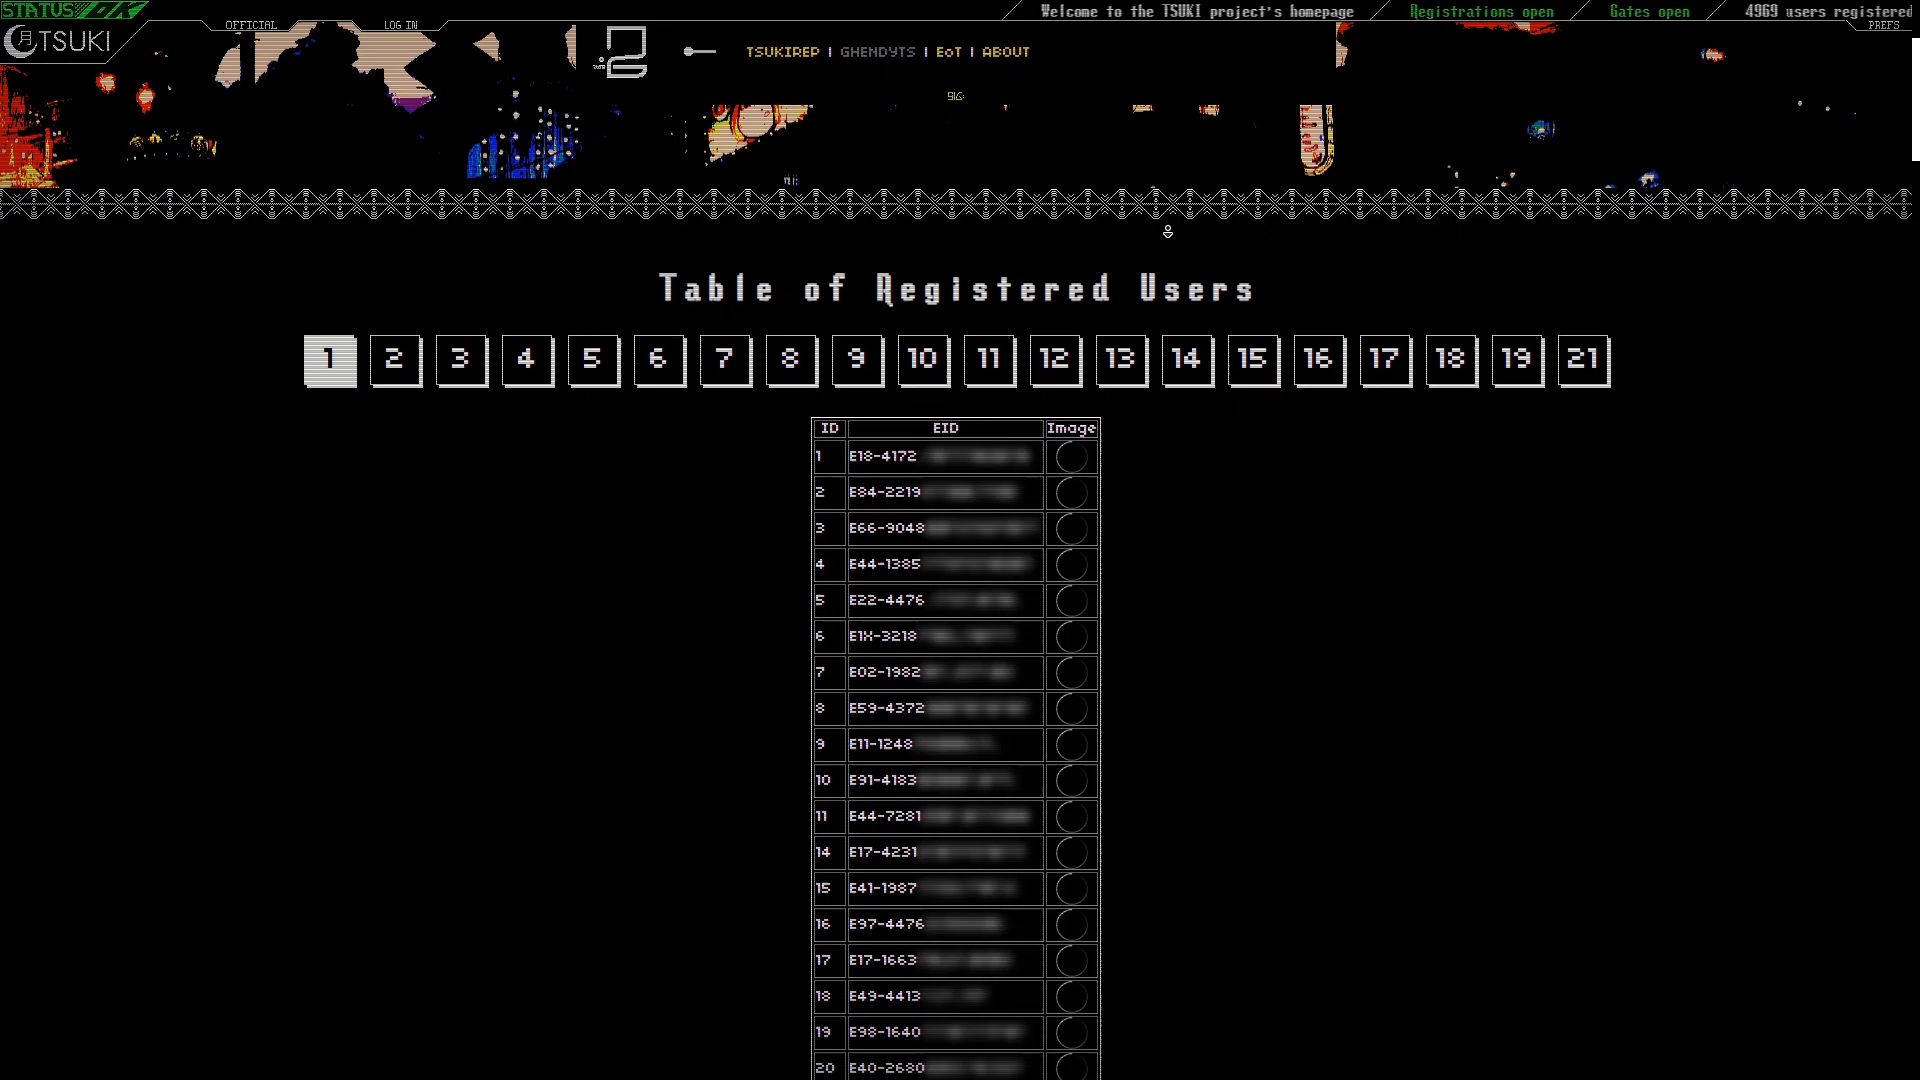 STATUS OK
Welcome to the TSUKI project's homepage
Registrations open
Gates open
4969 users registered
OFFICIAL
LOG IN
PREFS
月 TSUKI
TSUKIREP | GHENDYTS | EoT | ABOUT
SIG:
Table of Registered Users
1 2 3 4 5 6 7 8 9 10 11 12 13 14 15 16 17 18 19 21
ID EID Image
1 E18-4172
2 E84-2219
3 E66-9048
4 E44-1385
5 E22-4476
6 E1X-3218
7 E02-1982
8 E59-4372
9 E11-1248
10 E91-4183
11 E44-7281
14 E17-4231
15 E41-1987
16 E97-4476
17 E17-1663
18 E49-4413
19 E98-1640
20 E40-2680